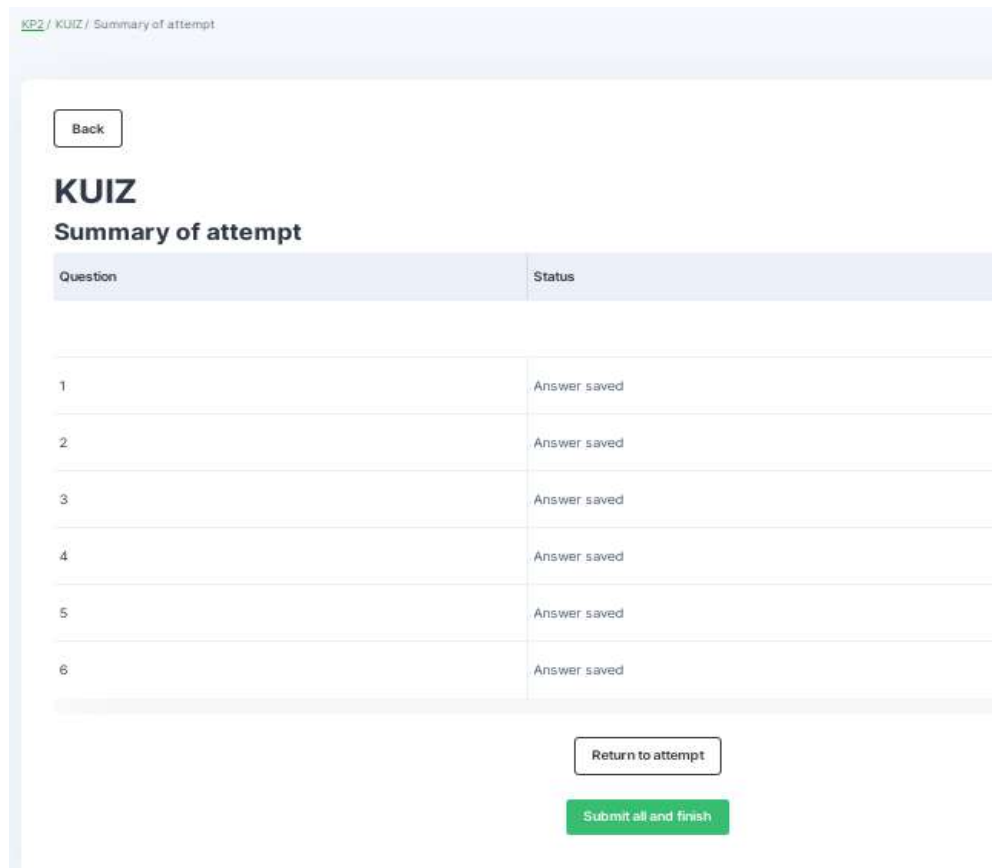 KP2 / KUIZ / Summary of attempt
Back
KUIZ
Summary of attempt
Question Status
1 Answer saved
2 Answer saved
3 Answer saved
4 Answer saved
5 Answer saved
6 Answer saved
Return to attempt
Submit all and finish